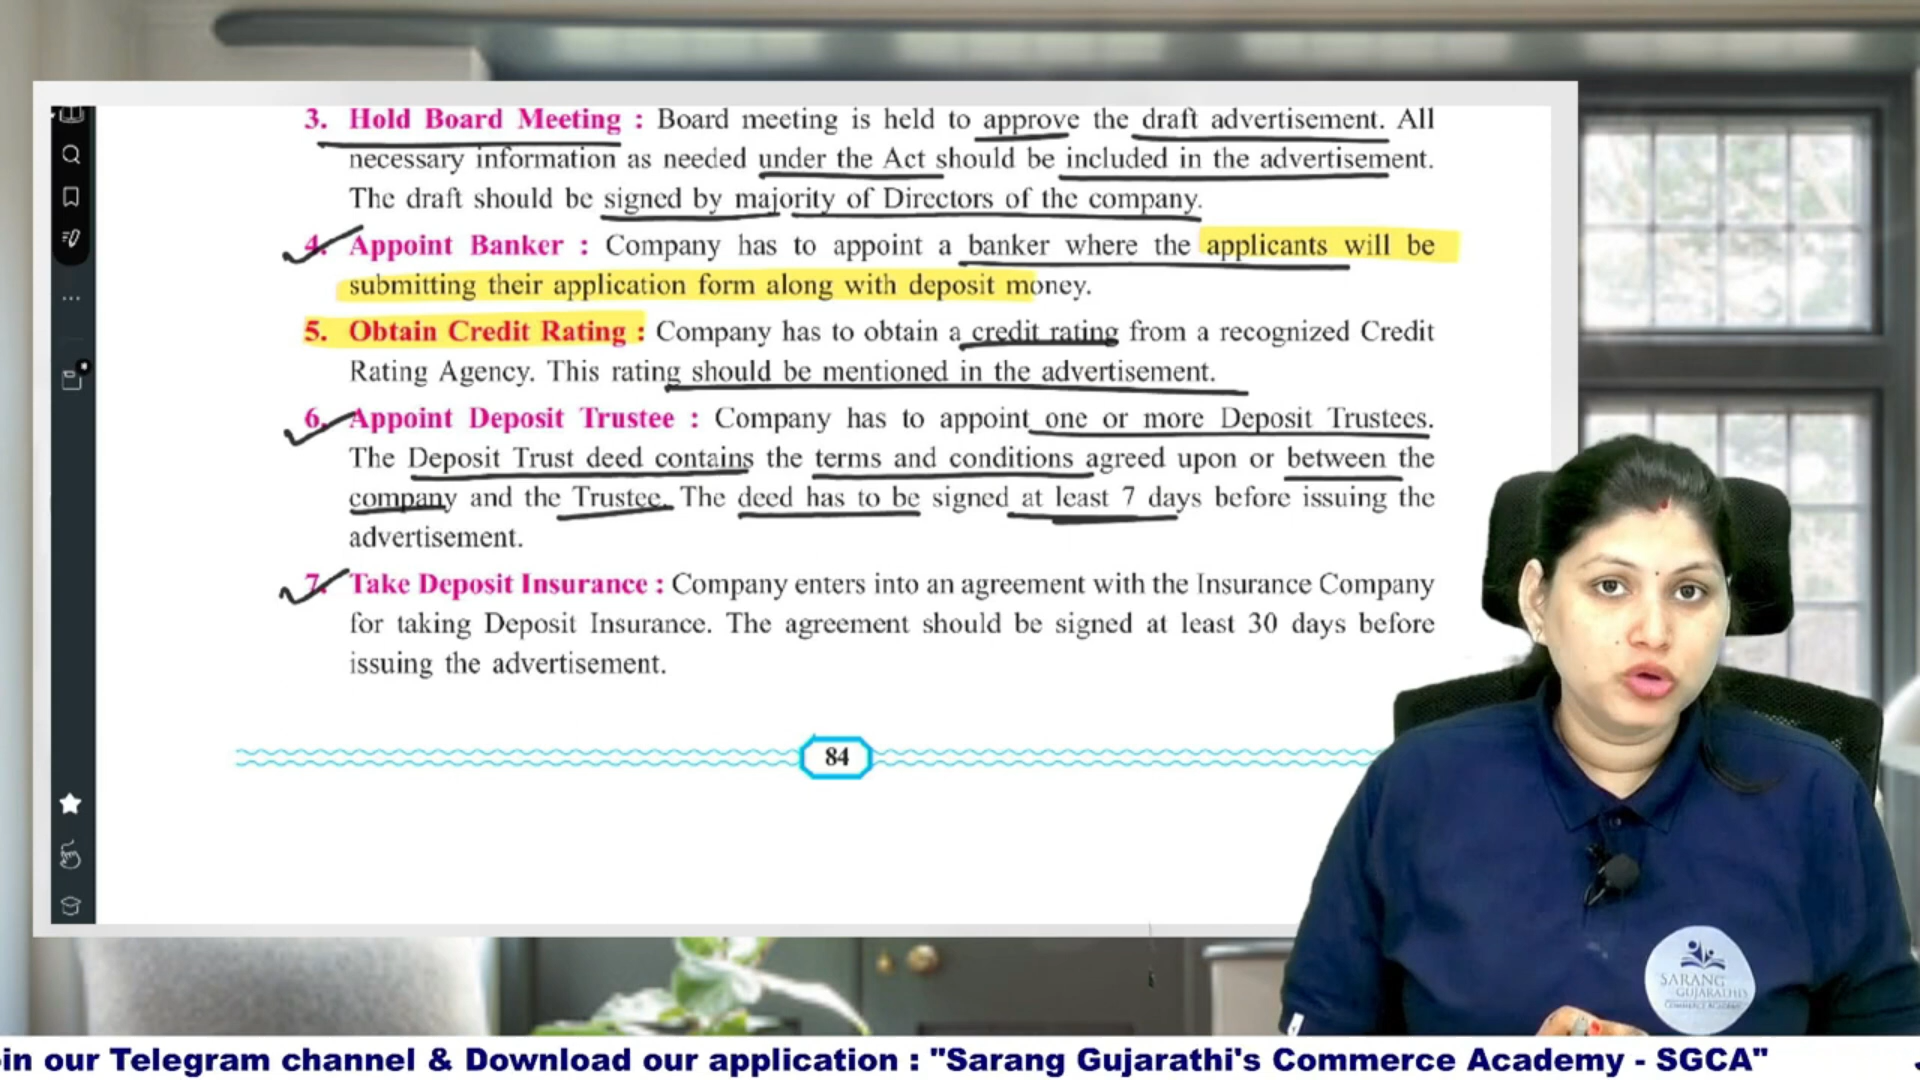 3. Hold Board Meeting : Board meeting is held to approve the draft advertisement. All
necessary information as needed under the Act should be included in the advertisement.
The draft should be signed by majority of Directors of the company.
4. Appoint Banker : Company has to appoint a banker where the applicants will be
submitting their application form along with deposit money.
5. Obtain Credit Rating : Company has to obtain a credit rating from a recognized Credit
Rating Agency. This rating should be mentioned in the advertisement.
6. Appoint Deposit Trustee : Company has to appoint one or more Deposit Trustees.
The Deposit Trust deed contains the terms and conditions agreed upon or between the
company and the Trustee. The deed has to be signed at least 7 days before issuing the
advertisement.
7. Take Deposit Insurance : Company enters into an agreement with the Insurance Company
for taking Deposit Insurance. The agreement should be signed at least 30 days before
issuing the advertisement.
84
SARANG
GUJARATHI'S
COMMERCE ACADEMY
in our Telegram channel & Download our application : "Sarang Gujarathi's Commerce Academy - SGCA"